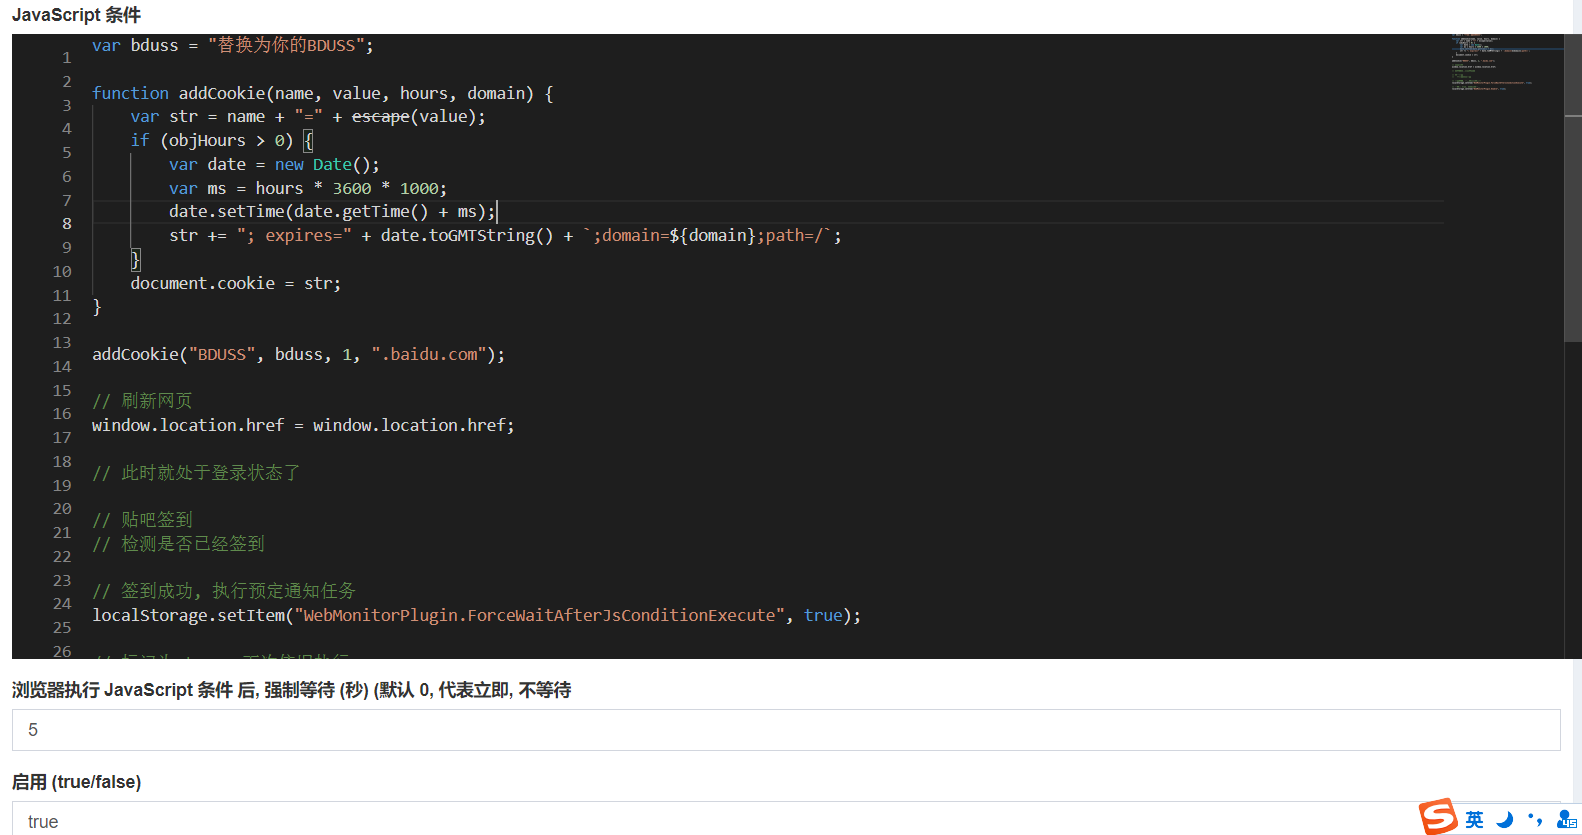 JavaScript 条件
1 var bduss = "替换为你的BDUSS";
2
3 function addCookie(name, value, hours, domain) {
4 var str = name + "=" + escape(value);
5 if (objHours > 0) {
6 var date = new Date();
7 var ms = hours * 3600 * 1000;
8 date.setTime(date.getTime() + ms);
9 str += "; expires=" + date.toGMTString() + `;domain=${domain};path=/`;
10 }
11 document.cookie = str;
12 }
13
14 addCookie("BDUSS", bduss, 1, ".baidu.com");
15
16 // 刷新网页
17 window.location.href = window.location.href;
18
19 // 此时就处于登录状态了
20
21 // 贴吧签到
22 // 检测是否已经签到
23
24 // 签到成功, 执行预定通知任务
25 localStorage.setItem("WebMonitorPlugin.ForceWaitAfterJsConditionExecute", true);
26
浏览器执行 JavaScript 条件 后, 强制等待 (秒) (默认 0, 代表立即, 不等待
5
启用 (true/false)
true
英